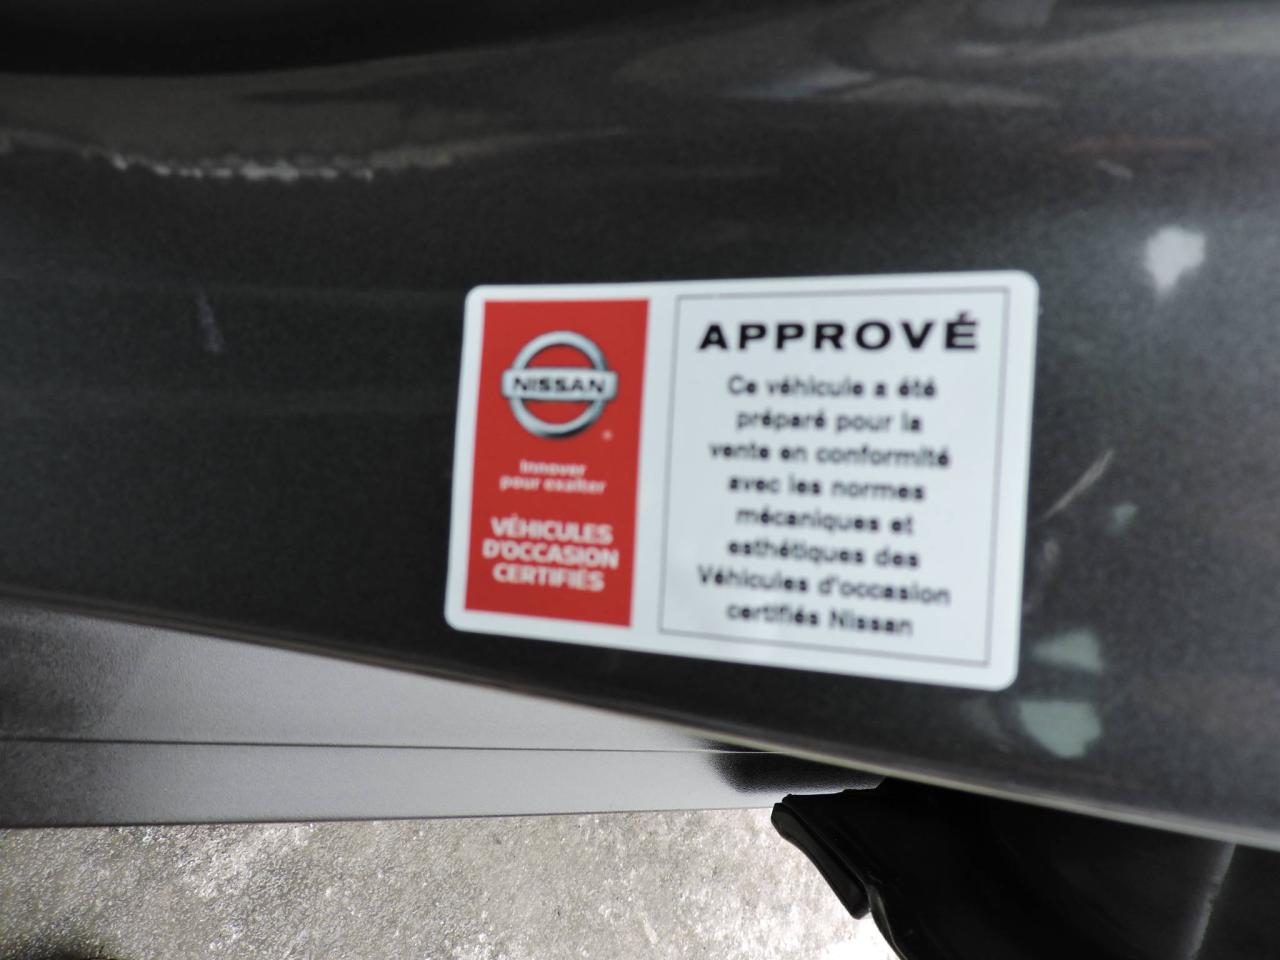 NISSAN
Innover
pour exalter
VÉHICULES
D'OCCASION
CERTIFIÉS
APPROVÉ
Ce véhicule a été
préparé pour la
vente en conformité
avec les normes
mécaniques et
esthétiques des
Véhicules d'occasion
certifiés Nissan